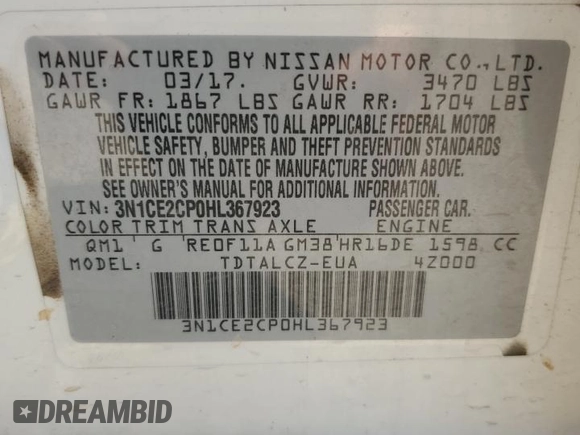 MANUFACTURED BY NISSAN MOTOR CO.,LTD.
DATE: 03/17. GVWR: 3470 LBS
GAWR FR: 1867 LBS GAWR RR: 1704 LBS
THIS VEHICLE CONFORMS TO ALL APPLICABLE FEDERAL MOTOR
VEHICLE SAFETY, BUMPER AND THEFT PREVENTION STANDARDS
IN EFFECT ON THE DATE OF MANUFACTURE SHOWN ABOVE.
SEE OWNER'S MANUAL FOR ADDITIONAL INFORMATION.
VIN: 3N1CE2CP0HL367923 PASSENGER CAR.
COLOR TRIM TRANS AXLE ENGINE
QM1 G RE0F11A GM38 HR16DE 1598 CC
MODEL: TDTALCZ-EUA 4Z000
3N1CE2CP0HL367923
DREAMBID